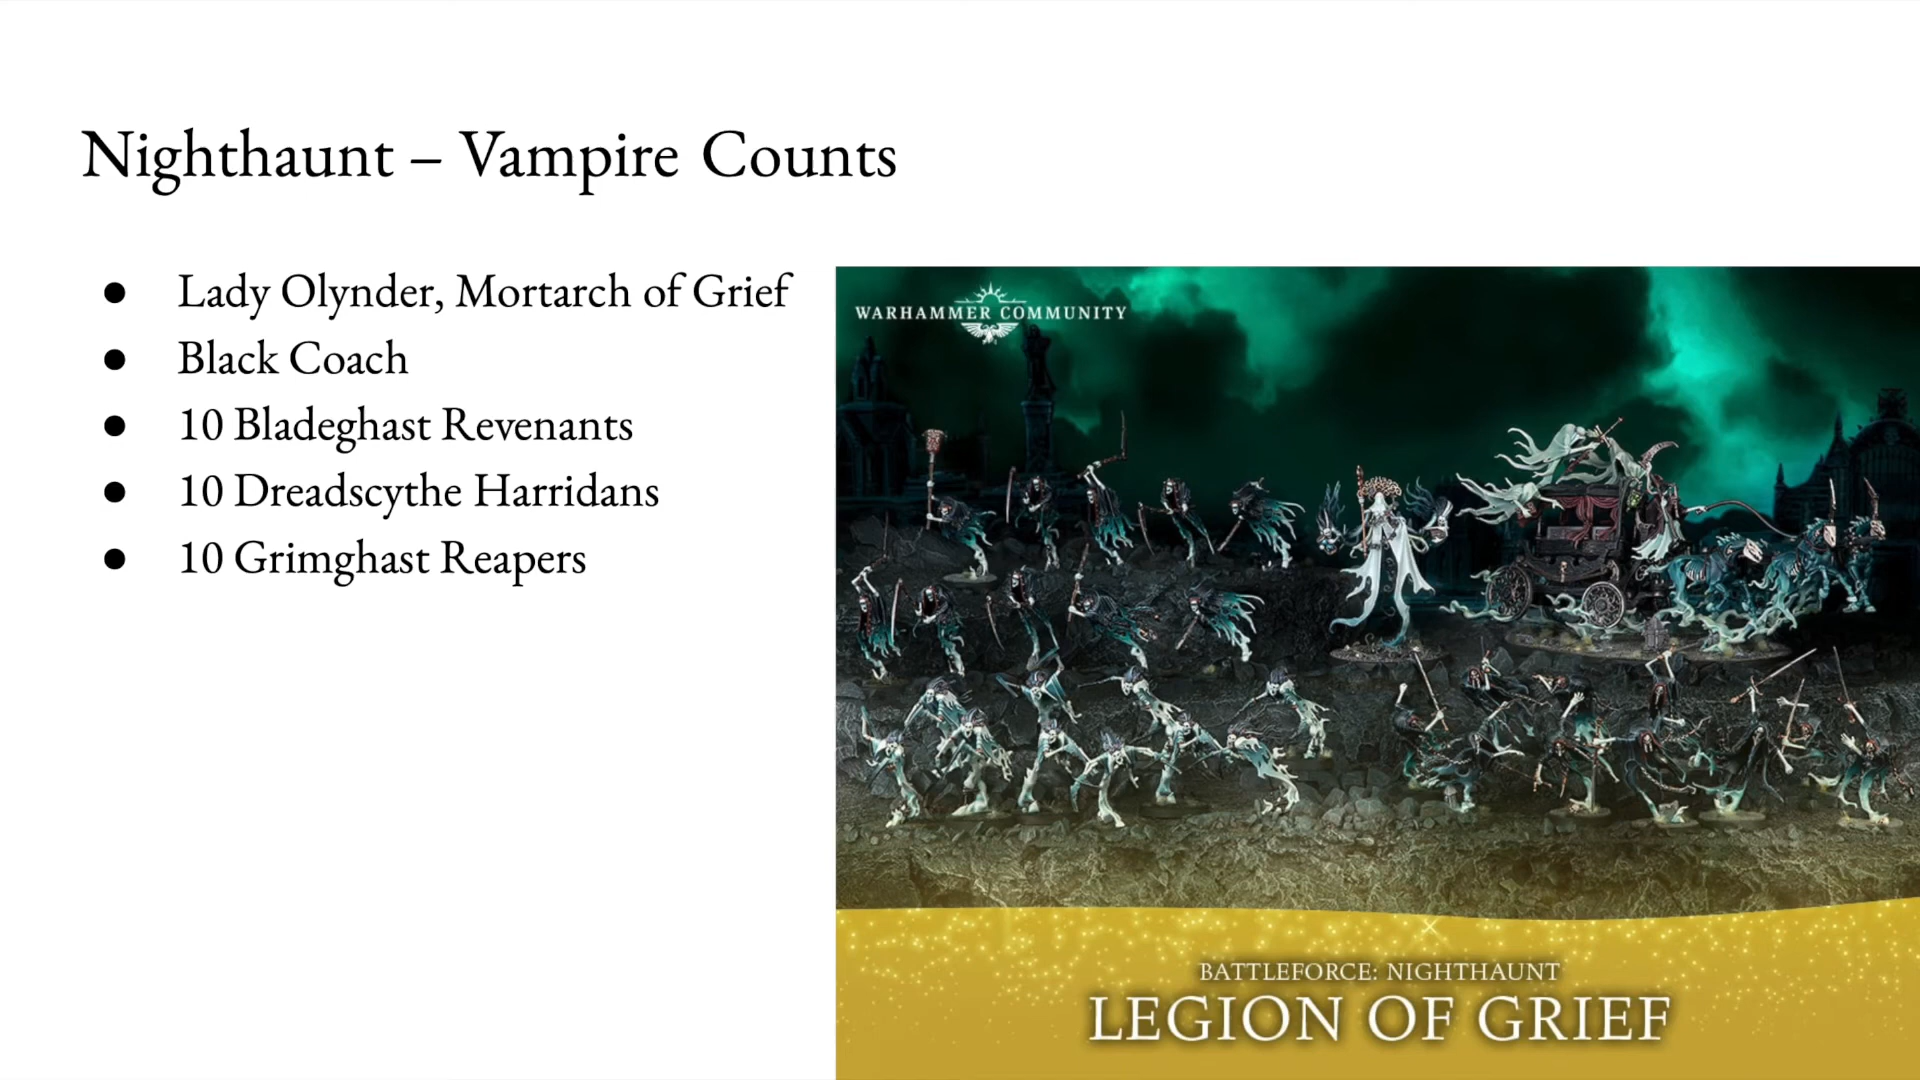 Nighthaunt – Vampire Counts
● Lady Olynder, Mortarch of Grief
● Black Coach
● 10 Bladeghast Revenants
● 10 Dreadscythe Harridans
● 10 Grimghast Reapers
WARHAMMER COMMUNITY
BATTLEFORCE: NIGHTHAUNT
LEGION OF GRIEF